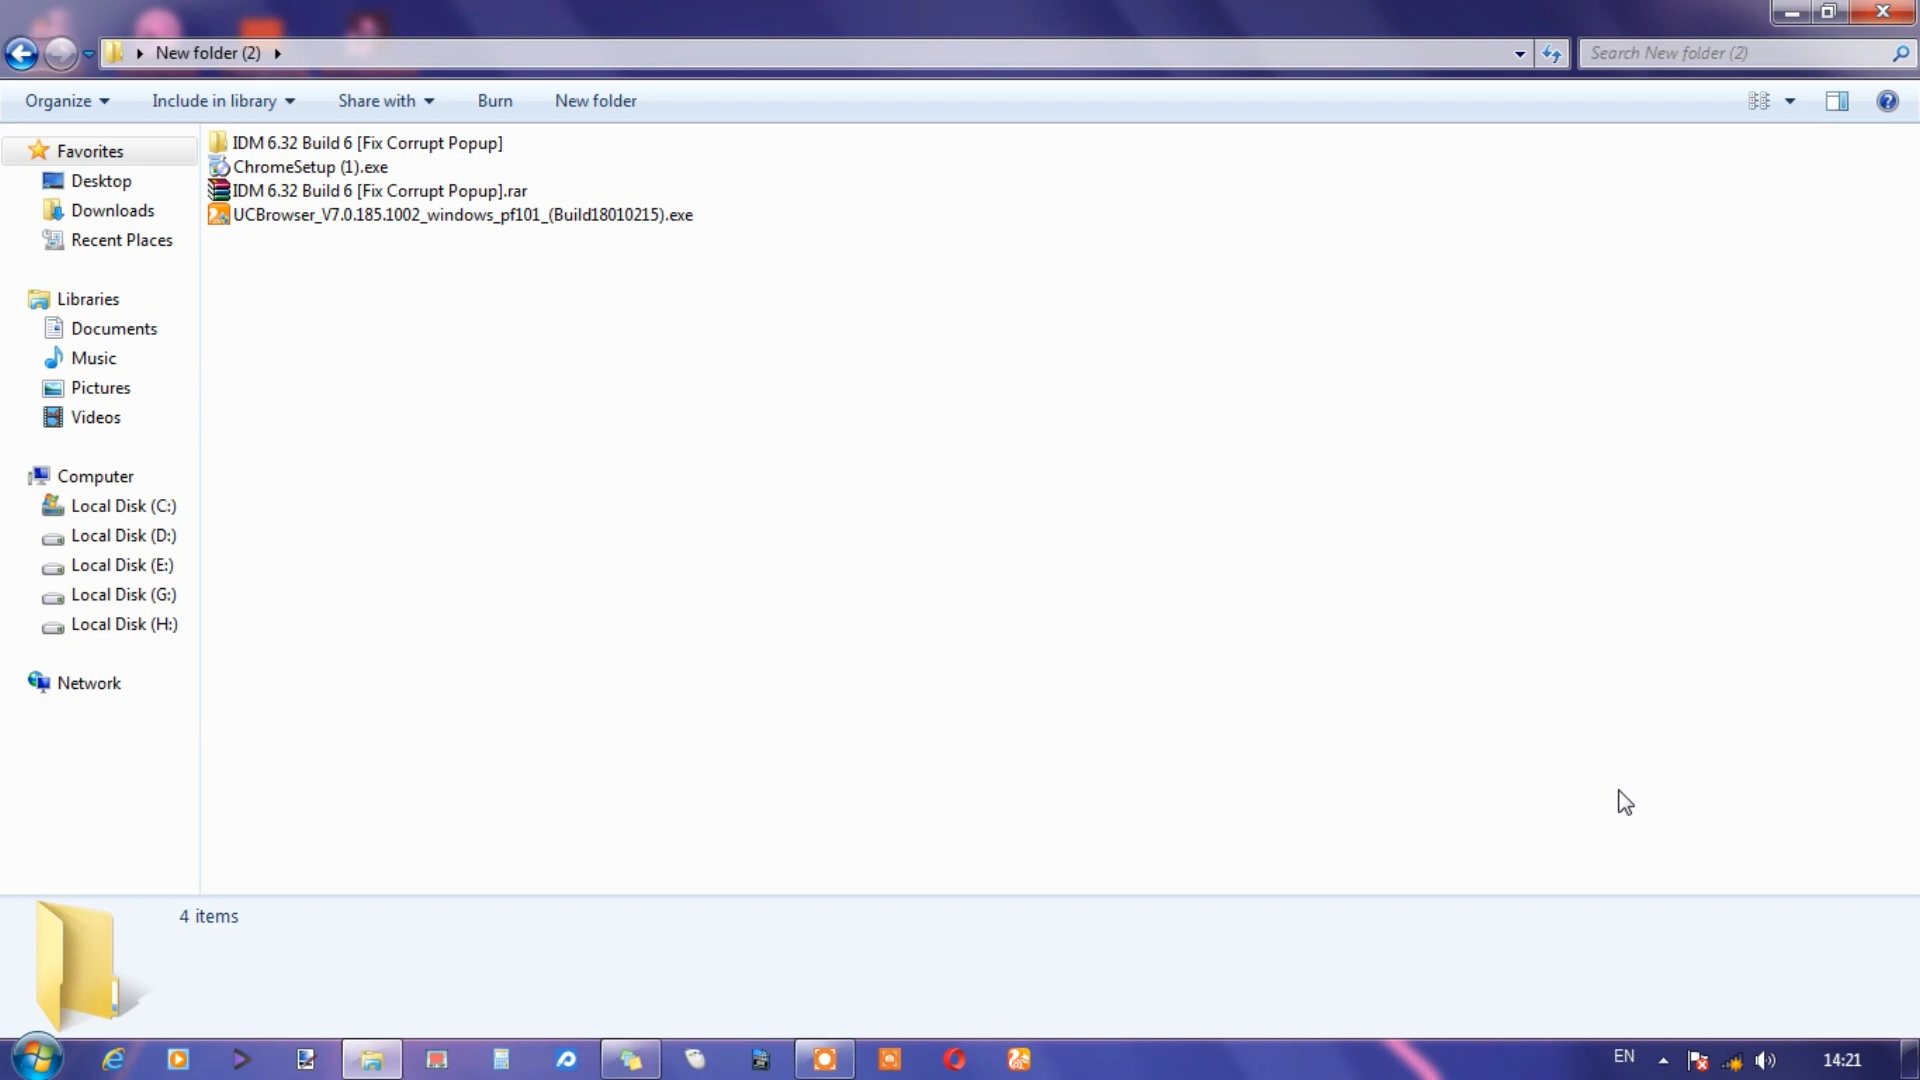 New folder (2)
Search New folder (2)
Organize
Include in library
Share with
Burn
New folder
Favorites
Desktop
Downloads
Recent Places
Libraries
Documents
Music
Pictures
Videos
Computer
Local Disk (C:)
Local Disk (D:)
Local Disk (E:)
Local Disk (G:)
Local Disk (H:)
Network
IDM 6.32 Build 6 [Fix Corrupt Popup]
ChromeSetup (1).exe
IDM 6.32 Build 6 [Fix Corrupt Popup].rar
UCBrowser_V7.0.185.1002_windows_pf101_(Build18010215).exe
4 items
EN
14:21